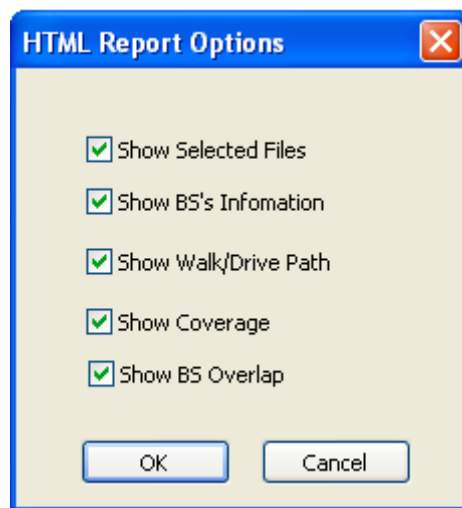 HTML Report Options
Show Selected Files
Show BS's Infomation
Show Walk/Drive Path
Show Coverage
Show BS Overlap
OK
Cancel